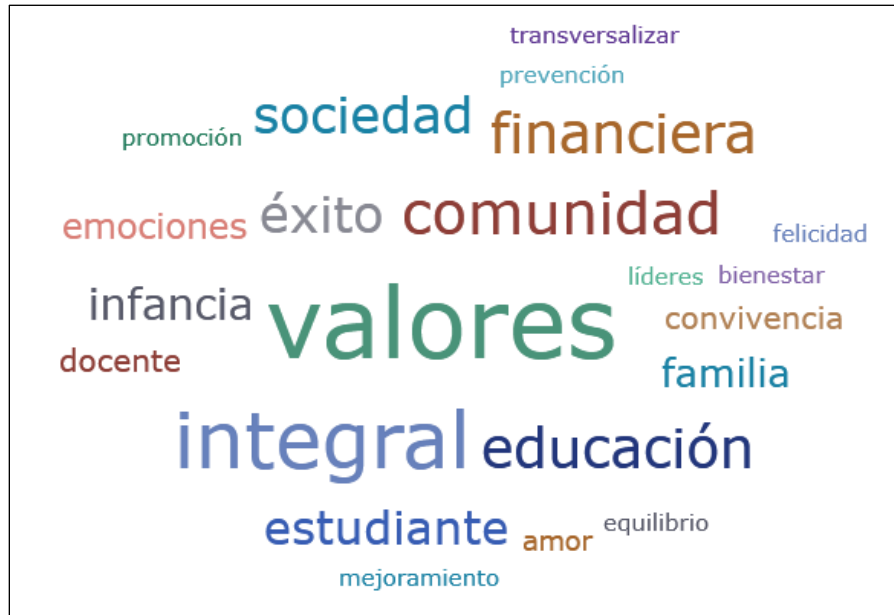 transversalizar
prevención
sociedad financiera
promoción
éxito comunidad
emociones felicidad
líderes bienestar
infancia valores convivencia
docente familia
integral educación
estudiante amor equilibrio
mejoramiento